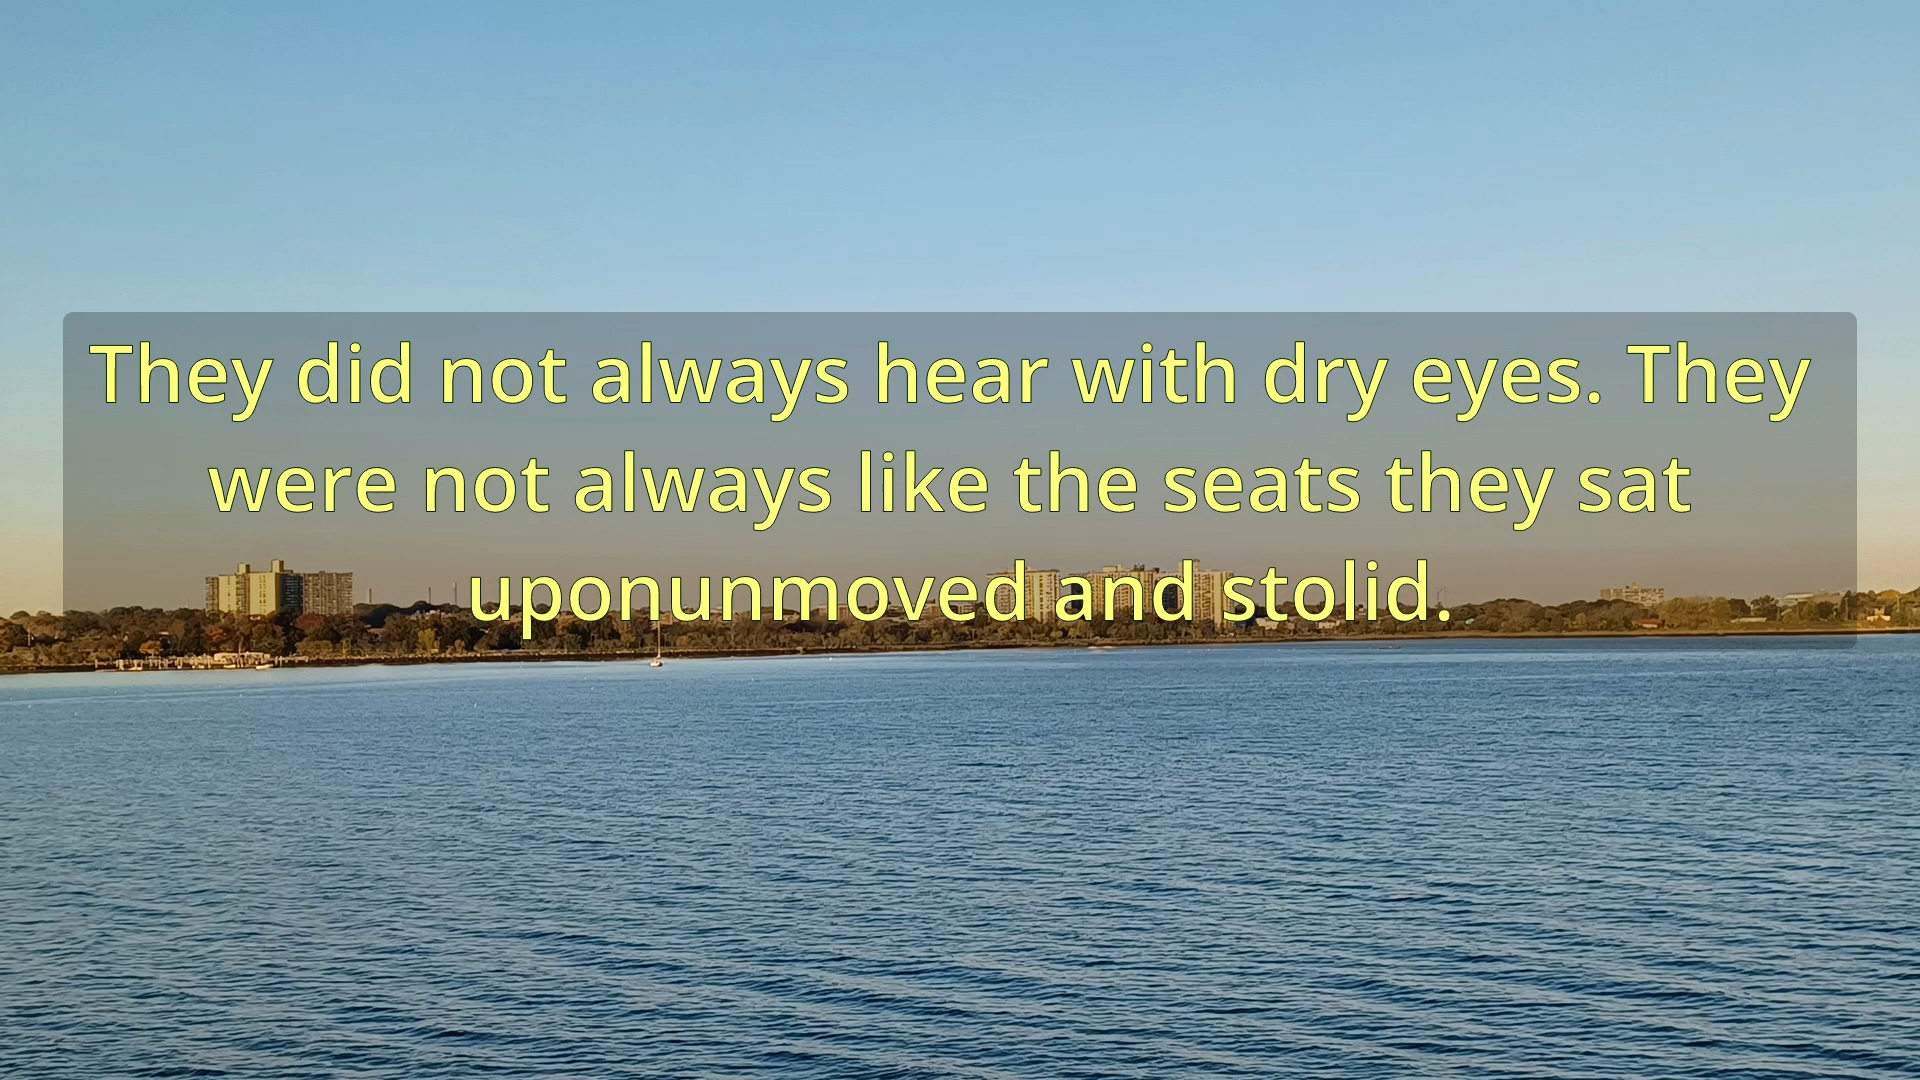 They did not always hear with dry eyes. They
were not always like the seats they sat
uponunmoved and stolid.